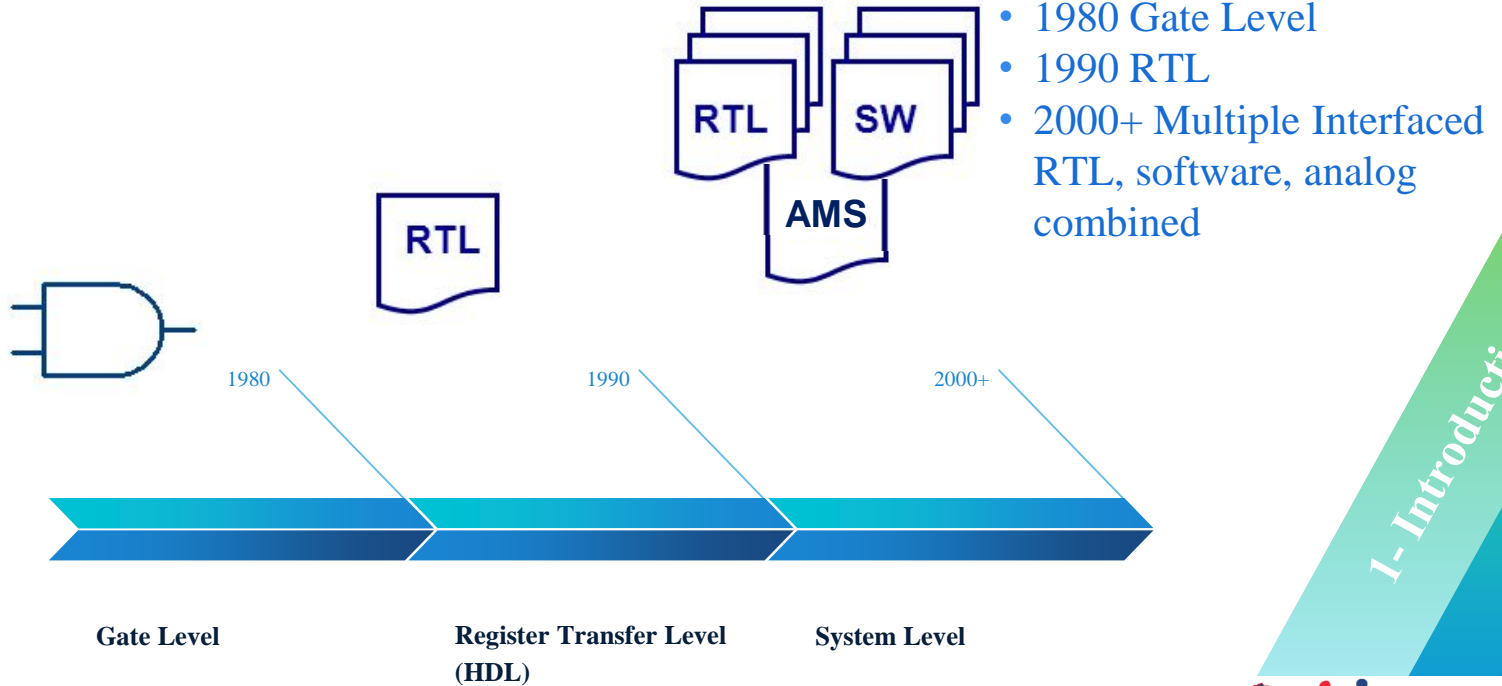 • 1980 Gate Level
• 1990 RTL
• 2000+ Multiple Interfaced
RTL, software, analog
combined
RTL
SW
AMS
RTL
1980
1990
2000+
Gate Level
Register Transfer Level
(HDL)
System Level
1- Introducti